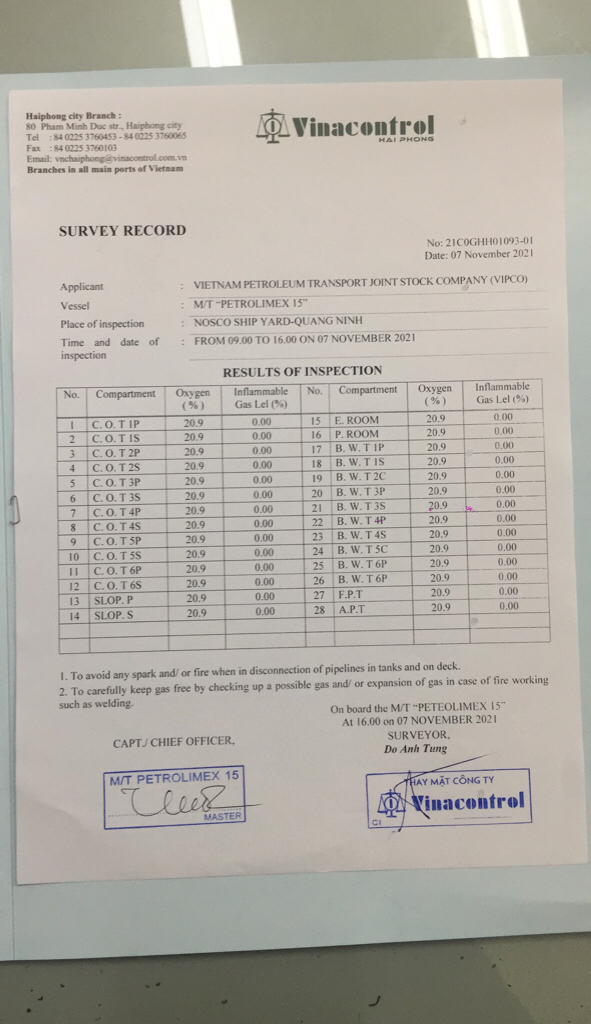 Haiphong city Branch :
80 Pham Minh Duc str., Haiphong city
Tel : 84 0225 3760453 - 84 0225 3760065
Fax : 84 0225 3760103
Email: vnchaiphong@vinacontrol.com.vn
Branches in all main ports of Vietnam
Vinacontrol
HAI PHONG
SURVEY RECORD
No: 21C0GHH01093-01
Date: 07 November 2021
Applicant : VIETNAM PETROLEUM TRANSPORT JOINT STOCK COMPANY (VIPCO)
Vessel : M/T “PETROLIMEX 15”
Place of inspection : NOSCO SHIP YARD-QUANG NINH
Time and date of : FROM 09.00 TO 16.00 ON 07 NOVEMBER 2021
inspection
RESULTS OF INSPECTION
No. Compartment Oxygen Inflammable No. Compartment Oxygen Inflammable
( % ) Gas Lel (%) ( % ) Gas Lel (%)
1 C. O. T 1P 20.9 0.00 15 E. ROOM 20.9 0.00
2 C. O. T 1S 20.9 0.00 16 P. ROOM 20.9 0.00
3 C. O. T 2P 20.9 0.00 17 B. W. T 1P 20.9 0.00
4 C. O. T 2S 20.9 0.00 18 B. W. T 1S 20.9 0.00
5 C. O. T 3P 20.9 0.00 19 B. W. T 2C 20.9 0.00
6 C. O. T 3S 20.9 0.00 20 B. W. T 3P 20.9 0.00
7 C. O. T 4P 20.9 0.00 21 B. W. T 3S 20.9 0.00
8 C. O. T 4S 20.9 0.00 22 B. W. T 4P 20.9 0.00
9 C. O. T 5P 20.9 0.00 23 B. W. T 4S 20.9 0.00
10 C. O. T 5S 20.9 0.00 24 B. W. T 5C 20.9 0.00
11 C. O. T 6P 20.9 0.00 25 B. W. T 6P 20.9 0.00
12 C. O. T 6S 20.9 0.00 26 B. W. T 6P 20.9 0.00
13 SLOP. P 20.9 0.00 27 F.P.T 20.9 0.00
14 SLOP. S 20.9 0.00 28 A.P.T 20.9 0.00
1. To avoid any spark and/ or fire when in disconnection of pipelines in tanks and on deck.
2. To carefully keep gas free by checking up a possible gas and/ or expansion of gas in case of fire working
such as welding.
On board the M/T “PETEOLIMEX 15”
At 16.00 on 07 NOVEMBER 2021
SURVEYOR,
Do Anh Tung
CAPT./ CHIEF OFFICER,
M/T PETROLIMEX 15
MASTER
THAY MẶT CÔNG TY
Vinacontrol
CI